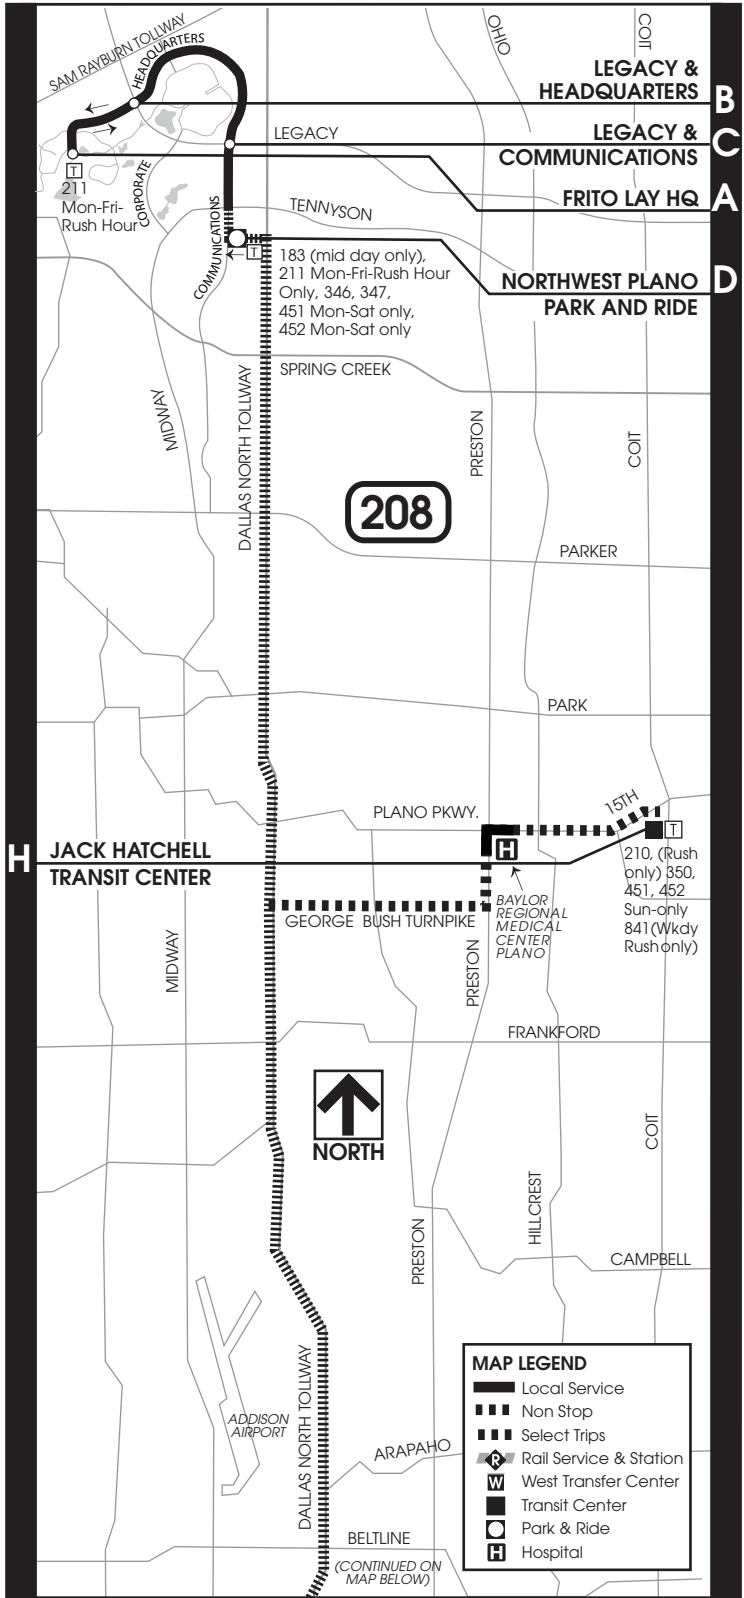 SAM RAYBURN TOLLWAY
HEADQUARTERS
OHIO
COIT
LEGACY &
HEADQUARTERS
B
LEGACY
LEGACY &
COMMUNICATIONS
C
T
211
Mon-Fri-
Rush Hour
CORPORATE
FRITO LAY HQ
A
TENNYSON
COMMUNICATIONS
T
183 (mid day only),
211 Mon-Fri-Rush Hour
Only, 346, 347,
451 Mon-Sat only,
452 Mon-Sat only
NORTHWEST PLANO
PARK AND RIDE
D
SPRING CREEK
MIDWAY
DALLAS NORTH TOLLWAY
PRESTON
COIT
208
PARKER
PARK
PLANO PKWY.
15TH
H
T
H
JACK HATCHELL
TRANSIT CENTER
210, (Rush
only) 350,
451, 452
Sun-only
841(Wkdy
Rushonly)
GEORGE BUSH TURNPIKE
BAYLOR
REGIONAL
MEDICAL
CENTER
PLANO
MIDWAY
PRESTON
FRANKFORD
NORTH
COIT
HILLCREST
PRESTON
CAMPBELL
DALLAS NORTH TOLLWAY
ADDISON
AIRPORT
ARAPAHO
BELTLINE
(CONTINUED ON
MAP BELOW)
MAP LEGEND
Local Service
Non Stop
Select Trips
R Rail Service & Station
W West Transfer Center
Transit Center
Park & Ride
H Hospital